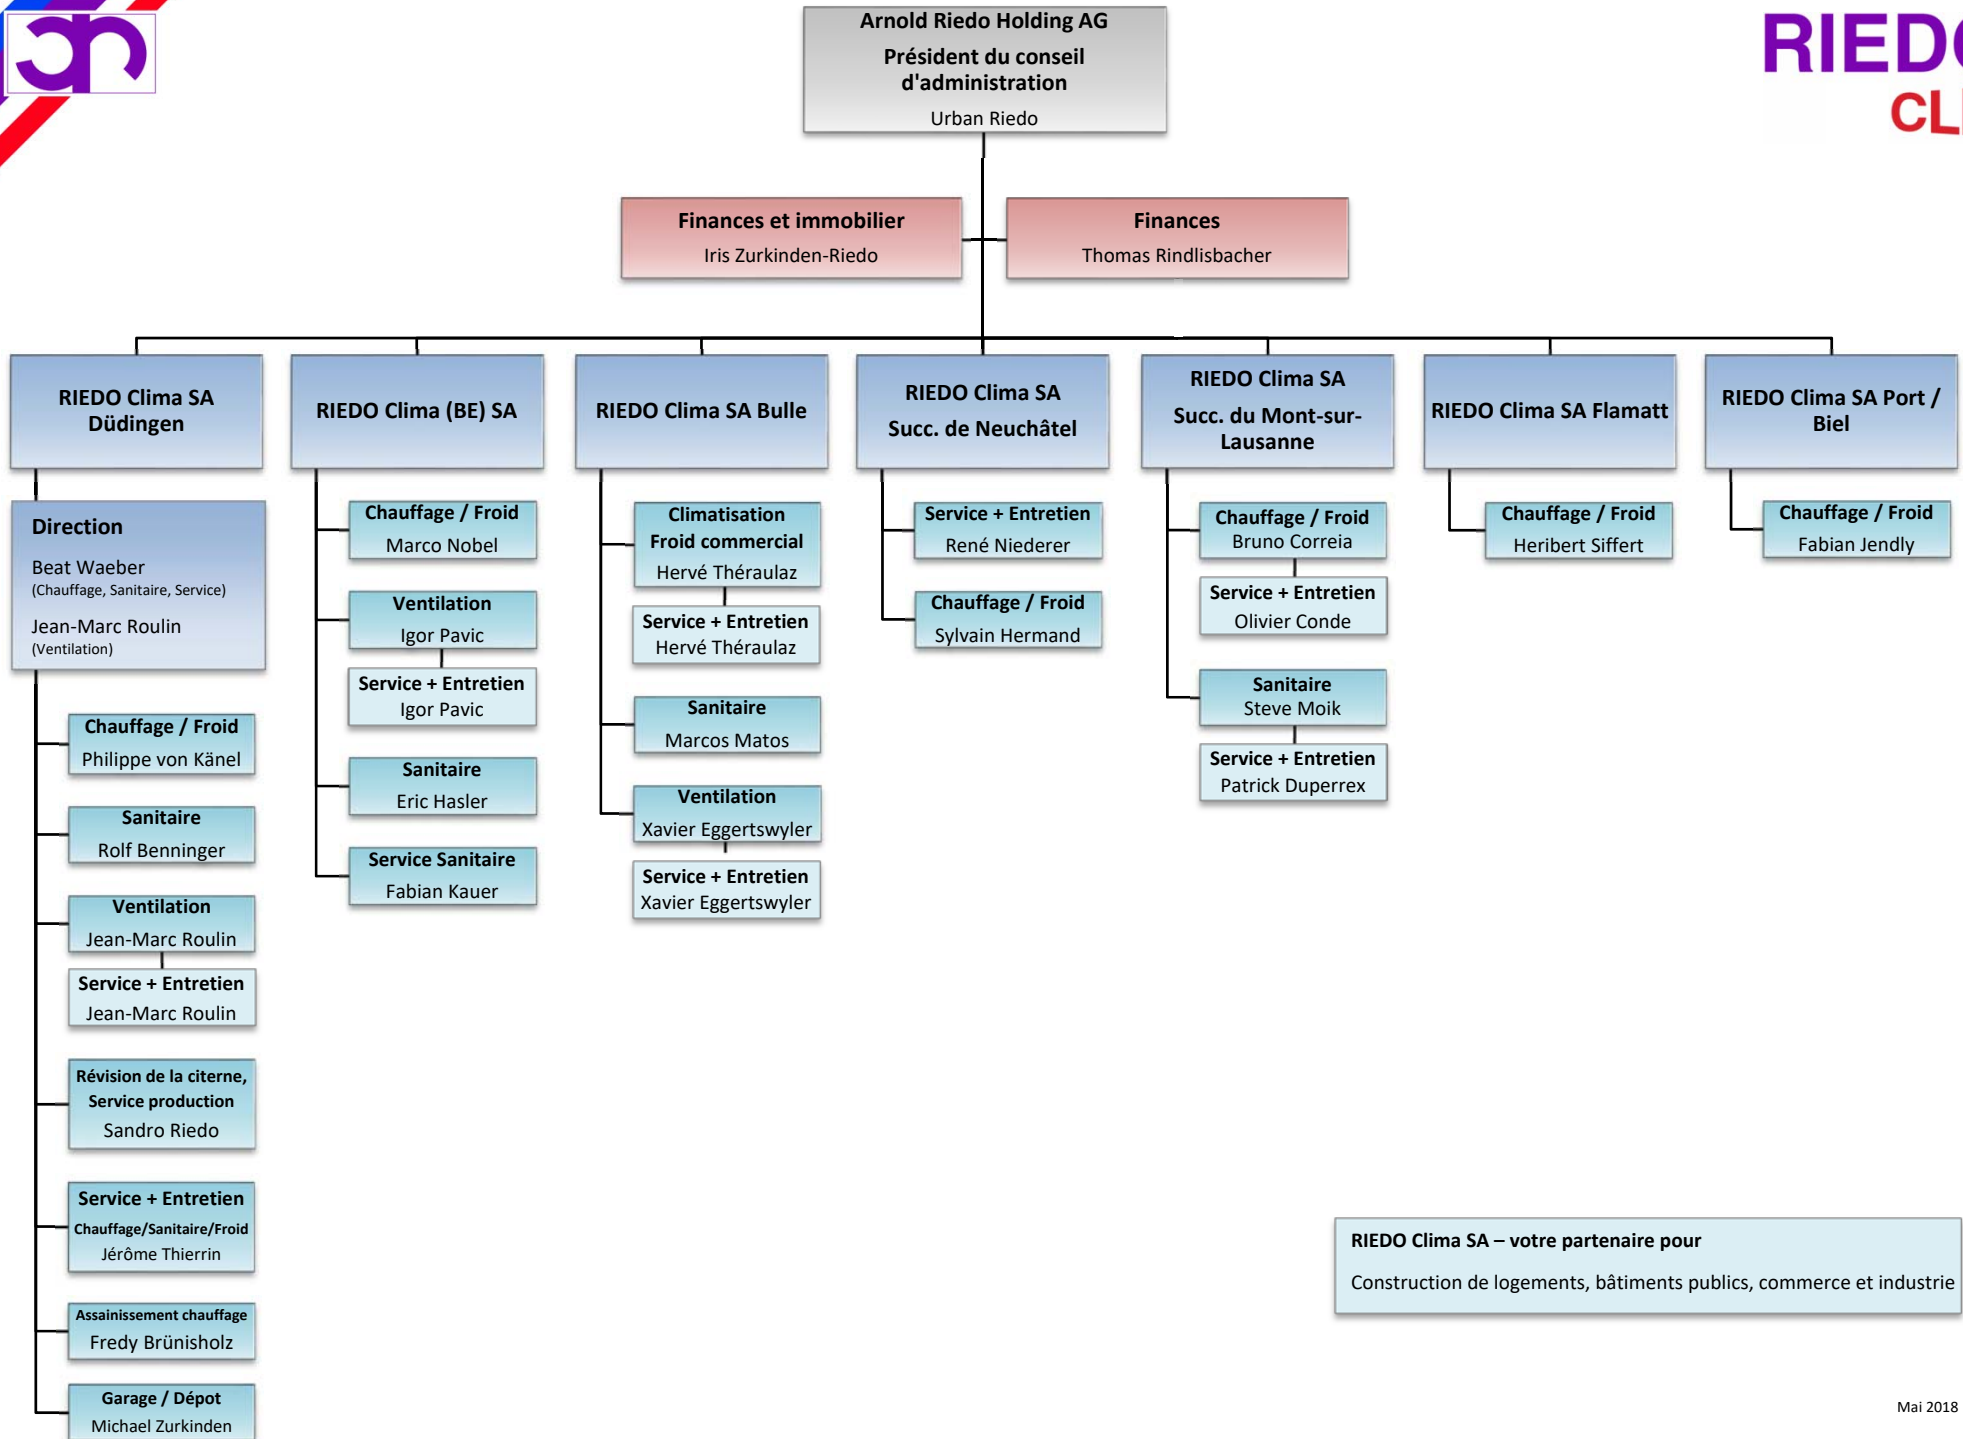 Arnold Riedo Holding AG
Président du conseil
d'administration
Urban Riedo
RIEDO
CLI
Finances et immobilier
Iris Zurkinden-Riedo
Finances
Thomas Rindlisbacher
RIEDO Clima SA
Düdingen
Direction
Beat Waeber
(Chauffage, Sanitaire, Service)
Jean-Marc Roulin
(Ventilation)
Chauffage / Froid
Philippe von Känel
Sanitaire
Rolf Benninger
Ventilation
Jean-Marc Roulin
Service + Entretien
Jean-Marc Roulin
Révision de la citerne,
Service production
Sandro Riedo
Service + Entretien
Chauffage/Sanitaire/Froid
Jérôme Thierrin
Assainissement chauffage
Fredy Brünisholz
Garage / Dépot
Michael Zurkinden
RIEDO Clima (BE) SA
Chauffage / Froid
Marco Nobel
Ventilation
Igor Pavic
Service + Entretien
Igor Pavic
Sanitaire
Eric Hasler
Service Sanitaire
Fabian Kauer
RIEDO Clima SA Bulle
Climatisation
Froid commercial
Hervé Théraulaz
Service + Entretien
Hervé Théraulaz
Sanitaire
Marcos Matos
Ventilation
Xavier Eggertswyler
Service + Entretien
Xavier Eggertswyler
RIEDO Clima SA
Succ. de Neuchâtel
Service + Entretien
René Niederer
Chauffage / Froid
Sylvain Hermand
RIEDO Clima SA
Succ. du Mont-sur-
Lausanne
Chauffage / Froid
Bruno Correia
Service + Entretien
Olivier Conde
Sanitaire
Steve Moik
Service + Entretien
Patrick Duperrex
RIEDO Clima SA Flamatt
Chauffage / Froid
Heribert Siffert
RIEDO Clima SA Port /
Biel
Chauffage / Froid
Fabian Jendly
RIEDO Clima SA – votre partenaire pour
Construction de logements, bâtiments publics, commerce et industrie
Mai 2018